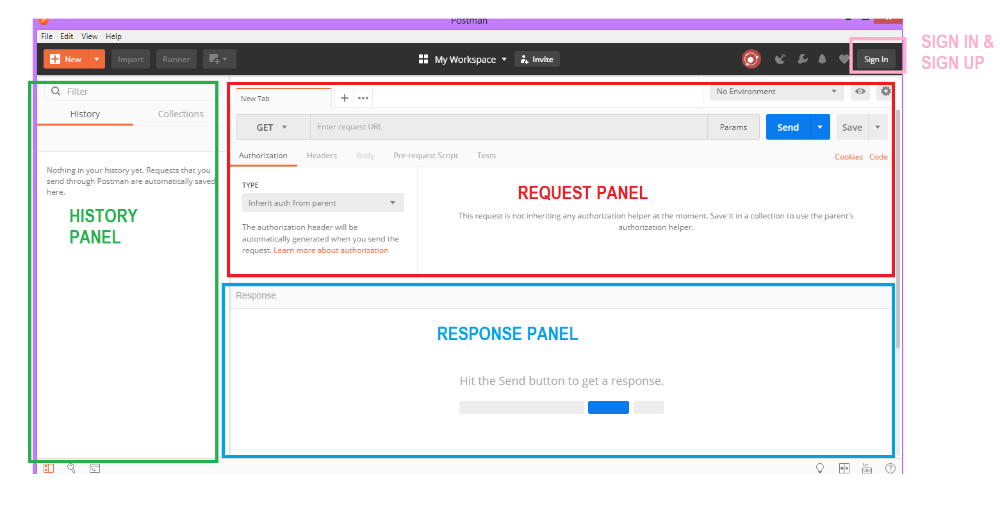 Postman
File Edit View Help
New Import Runner My Workspace Invite Sign In
SIGN IN &
SIGN UP
Filter
History Collections
Nothing in your history yet. Requests that you
send through Postman are automatically saved
here.
HISTORY
PANEL
New Tab No Environment
GET Enter request URL Params Send Save
Authorization Headers Body Pre-request Script Tests Cookies Code
TYPE
Inherit auth from parent
The authorization header will be
automatically generated when you send the
request. Learn more about authorization
REQUEST PANEL
This request is not inheriting any authorization helper at the moment. Save it in a collection to use the parent's
authorization helper.
Response
RESPONSE PANEL
Hit the Send button to get a response.